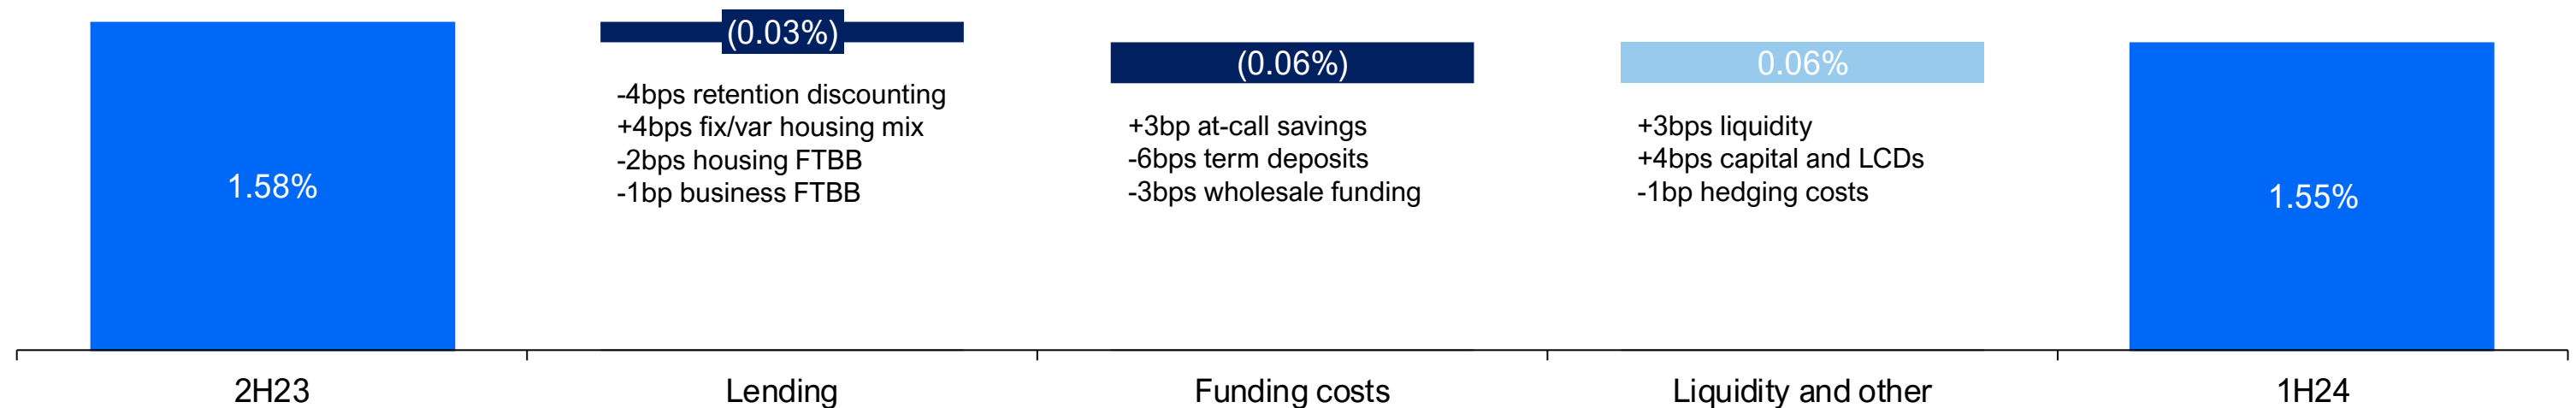 1.58%
(0.03%)
-4bps retention discounting
+4bps fix/var housing mix
-2bps housing FTBB
-1bp business FTBB
(0.06%)
+3bp at-call savings
-6bps term deposits
-3bps wholesale funding
0.06%
+3bps liquidity
+4bps capital and LCDs
-1bp hedging costs
1.55%
2H23
Lending
Funding costs
Liquidity and other
1H24